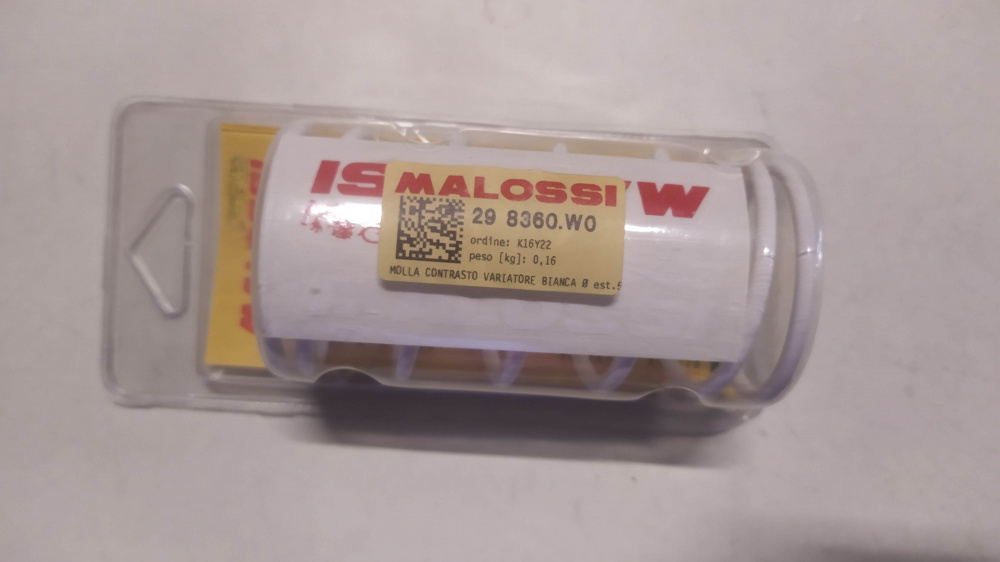 IS
W
MALOSSI
29 8360.W0
ordine: K16Y22
peso [kg]: 0,16
MOLLA CONTRASTO VARIATORE BIANCA Ø est.5